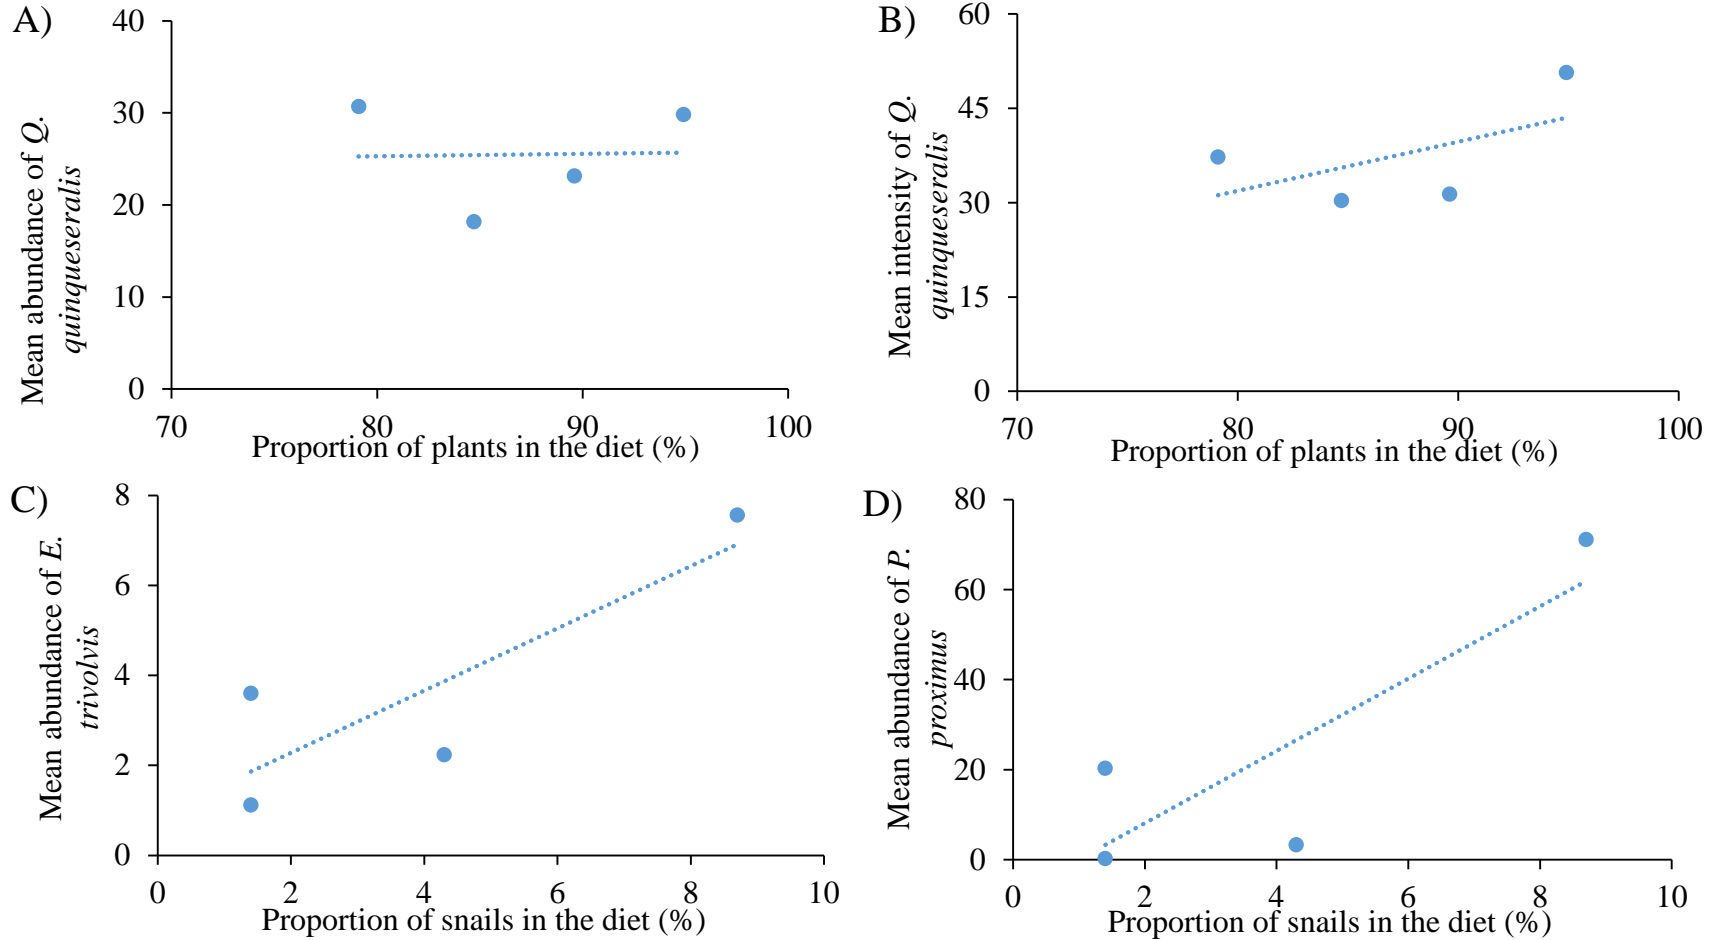 A)
Mean abundance of Q.
quinqueseralis
40
30
20
10
0
70 80 90 100
Proportion of plants in the diet (%)
B)
Mean intensity of Q.
quinqueseralis
60
45
30
15
0
70 80 90 100
Proportion of plants in the diet (%)
C)
Mean abundance of E.
trivolvis
8
6
4
2
0
0 2 4 6 8 10
Proportion of snails in the diet (%)
D)
Mean abundance of P.
proximus
80
60
40
20
0
0 2 4 6 8 10
Proportion of snails in the diet (%)